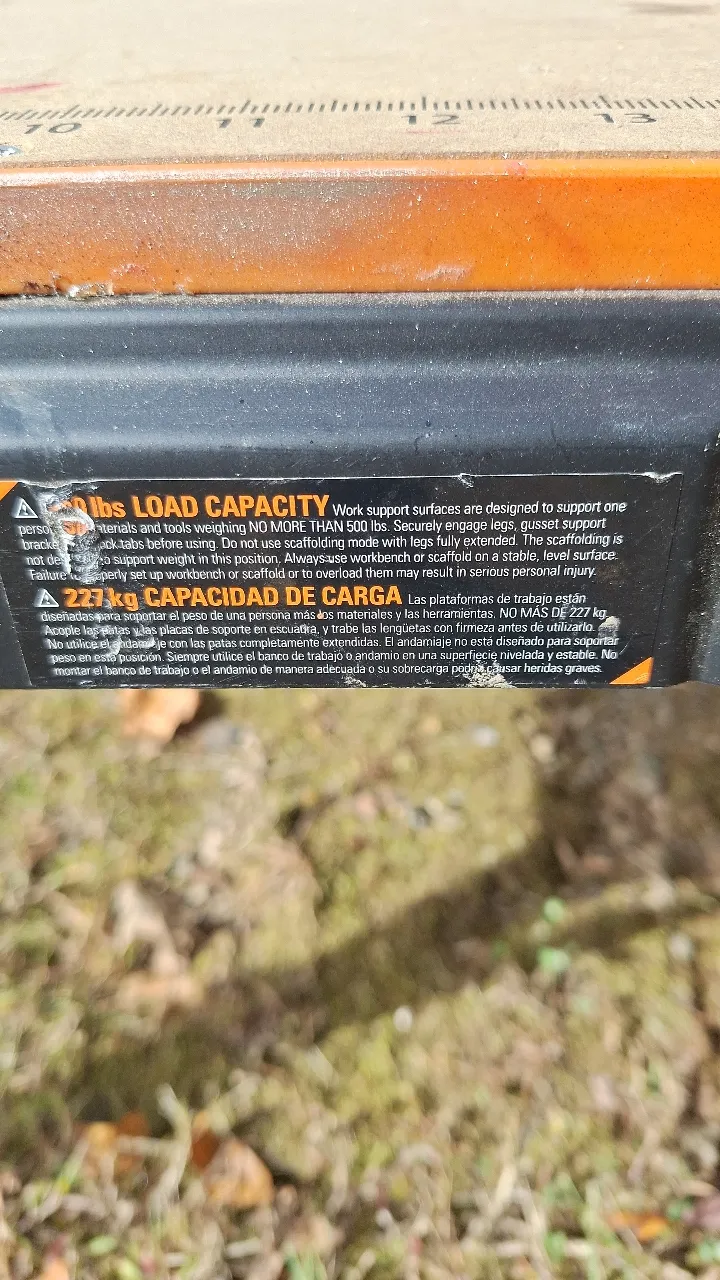 10 11 12 13
lbs LOAD CAPACITY Work support surfaces are designed to support one
and tools weighing NO MORE THAN 500 lbs. Securely engage legs, gusset support
before using. Do not use scaffolding mode with legs fully extended. The scaffolding is
not support weight in this position. Always use workbench or scaffold on a stable, level surface.
Failure set up workbench or scaffold or to overload them may result in serious personal injury.
227 kg CAPACIDAD DE CARGA Las plataformas de trabajo están
diseñadas para soportar el peso de una persona más los materiales y las herramientas. NO MÁS DE 227 kg
Acople las patas y las placas de soporte en escuadra, y trabe las lengüetas con firmeza antes de utilizarlo.
No utilice el andamiaje con las patas completamente extendidas. El andamiaje no está diseñado para soportar
peso en esta posición. Siempre utilice el banco de trabajo o andamio en una superfiecie nivelada y estable. No
montar el banco de trabajo o el andamio de manera adecuada o su sobrecarga podría causar heridas graves.